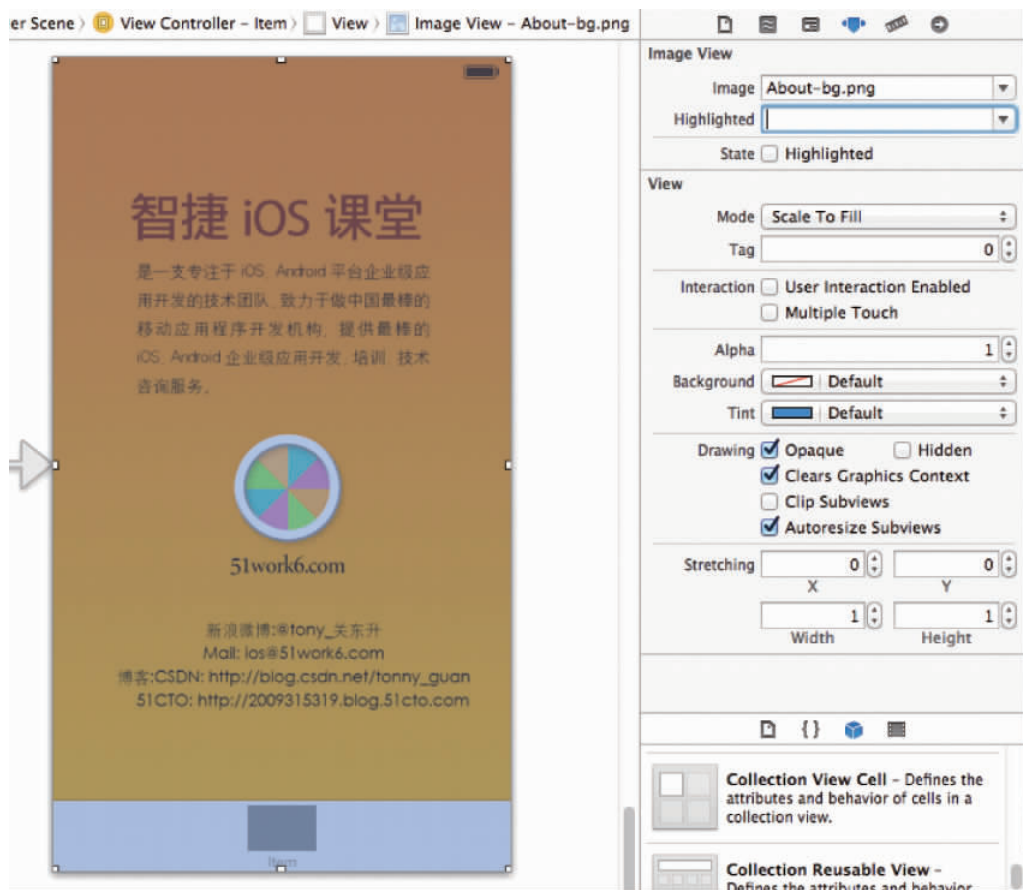 er Scene 〉 View Controller – Item 〉 View 〉 Image View – About-bg.png
智捷 iOS 课堂
是一支专注于 iOS、Android 平台企业级应
用开发的技术团队,致力于做中国最棒的
移动应用程序开发机构,提供最棒的
iOS、Android 企业级应用开发、培训、技术
咨询服务。
51work6.com
新浪微博:@tony_关东升
Mail: ios@51work6.com
博客:CSDN: http://blog.csdn.net/tonny_guan
51CTO: http://2009315319.blog.51cto.com
Item
Image View
Image About-bg.png
Highlighted
State Highlighted
View
Mode Scale To Fill
Tag 0
Interaction User Interaction Enabled
Multiple Touch
Alpha 1
Background Default
Tint Default
Drawing Opaque Hidden
Clears Graphics Context
Clip Subviews
Autoresize Subviews
Stretching 0 0
X Y
1 1
Width Height
{ }
Collection View Cell – Defines the
attributes and behavior of cells in a
collection view.
Collection Reusable View –
Defines the attributes and behavior